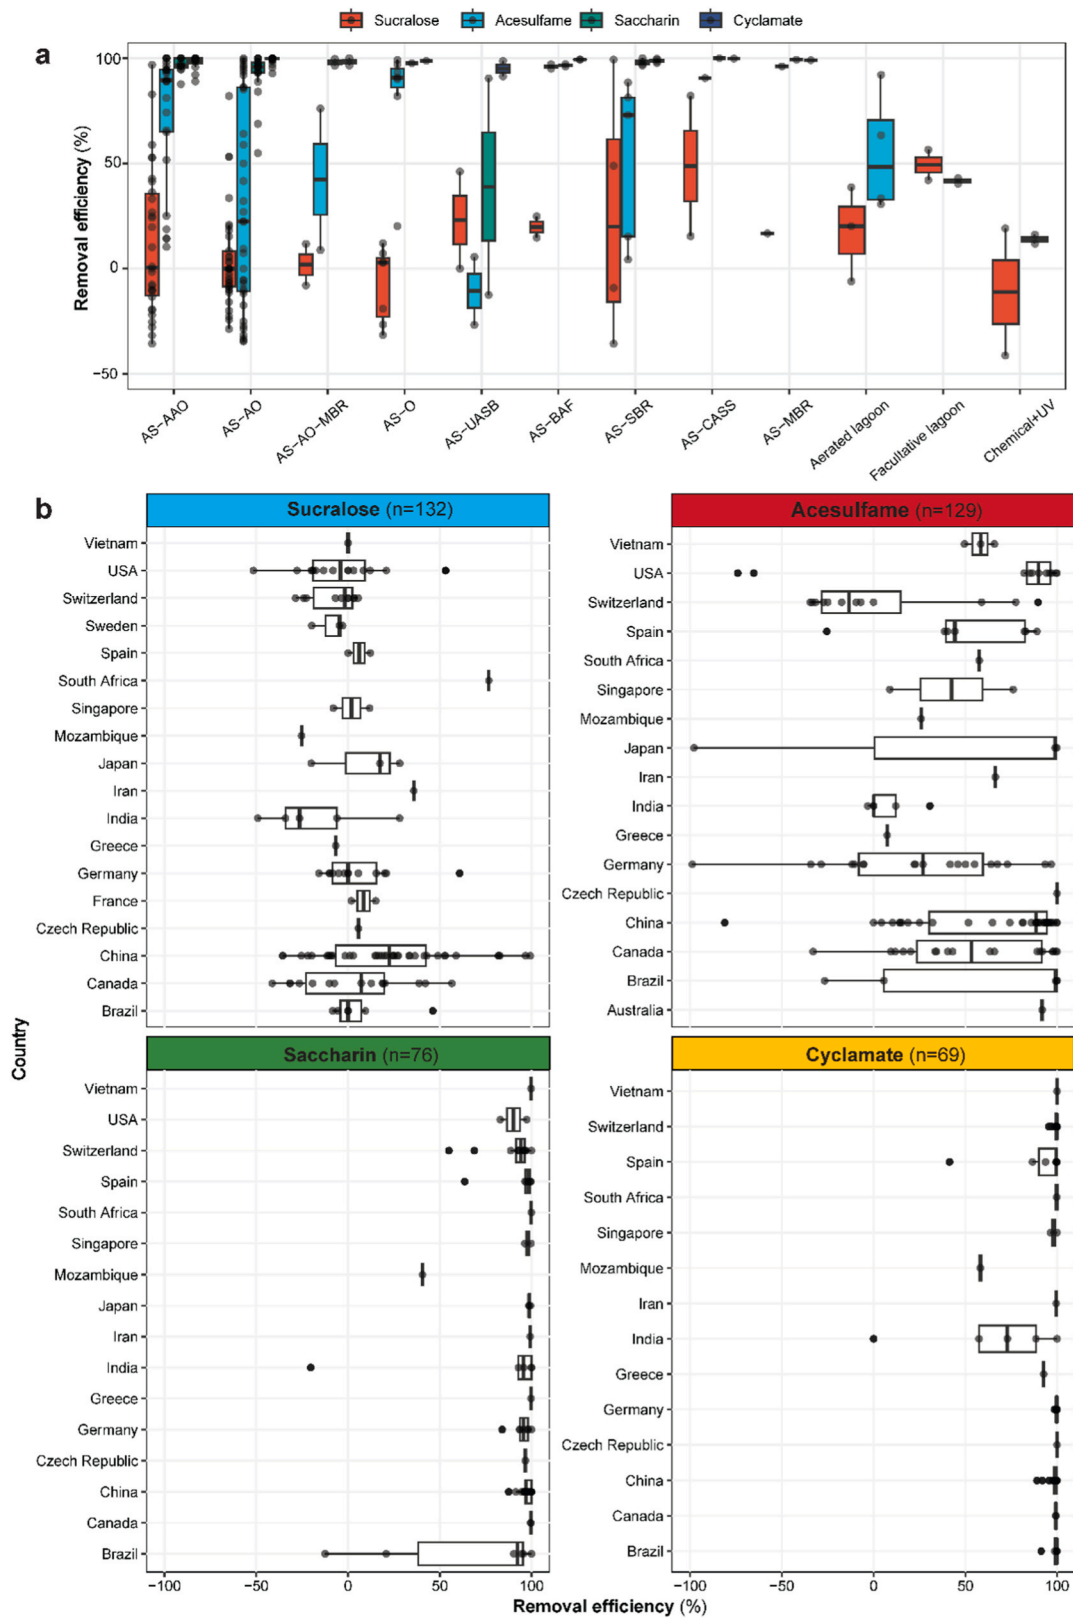 Sucralose Acesulfame Saccharin Cyclamate
a
Removal efficiency (%)
100
50
0
−50
AS−AAO
AS−AO
AS−AO−MBR
AS−O
AS−UASB
AS−BAF
AS−SBR
AS−CASS
AS−MBR
Aerated lagoon
Facultative lagoon
Chemical+UV
b
Country
Sucralose (n=132)
Vietnam
USA
Switzerland
Sweden
Spain
South Africa
Singapore
Mozambique
Japan
Iran
India
Greece
Germany
France
Czech Republic
China
Canada
Brazil
Acesulfame (n=129)
Vietnam
USA
Switzerland
Spain
South Africa
Singapore
Mozambique
Japan
Iran
India
Greece
Germany
Czech Republic
China
Canada
Brazil
Australia
Saccharin (n=76)
Vietnam
USA
Switzerland
Spain
South Africa
Singapore
Mozambique
Japan
Iran
India
Greece
Germany
Czech Republic
China
Canada
Brazil
−100 −50 0 50 100
Cyclamate (n=69)
Vietnam
Switzerland
Spain
South Africa
Singapore
Mozambique
Iran
India
Greece
Germany
Czech Republic
China
Canada
Brazil
−100 −50 0 50 100
Removal efficiency (%)